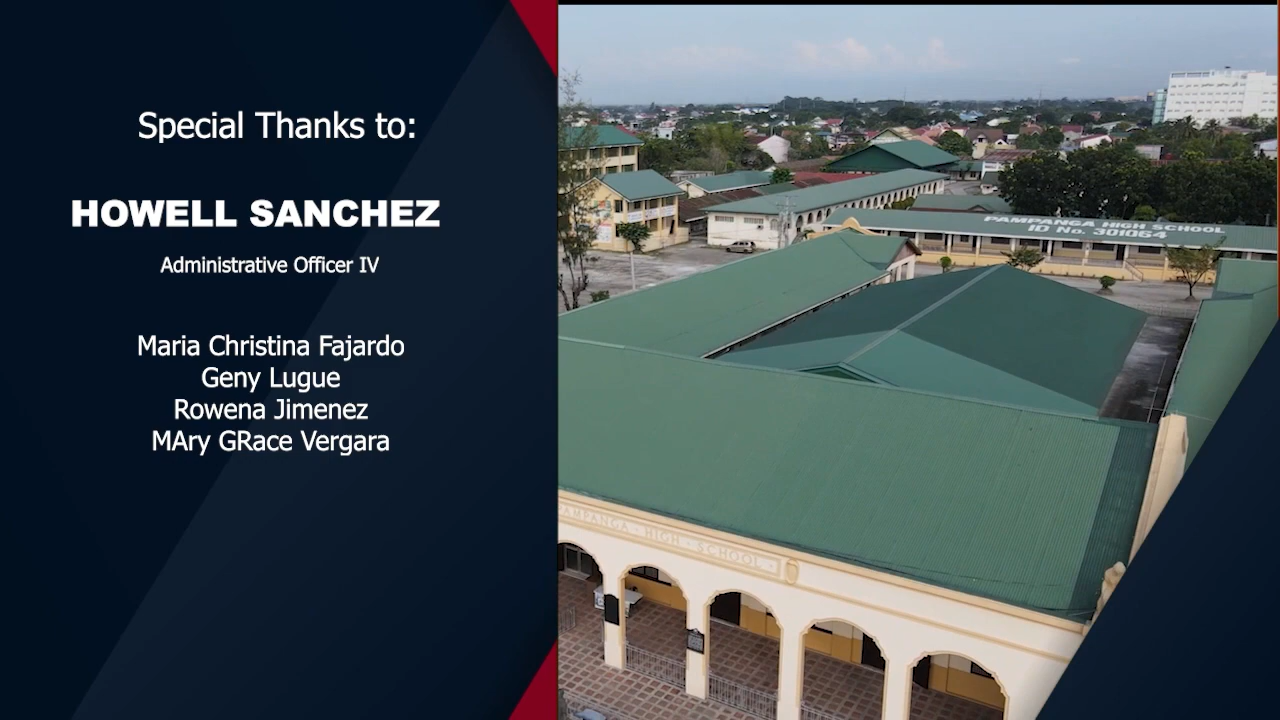 Special Thanks to:
HOWELL SANCHEZ
Administrative Officer IV
Maria Christina Fajardo
Geny Lugue
Rowena Jimenez
MAry GRace Vergara
PAMPANGA HIGH SCHOOL
ID No. 301064
PAMPANGA · HIGH · SCHOOL